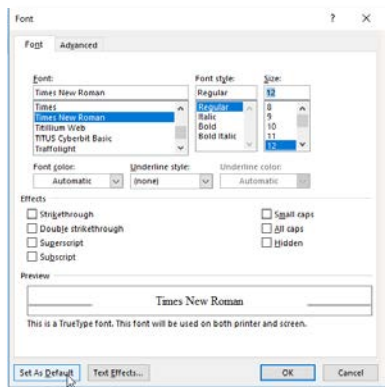 Font ? ×
Font Advanced
Font: Font style: Size:
Times New Roman Regular 12
Times Regular 8
Times New Roman Italic 9
Titillium Web Bold 10
TITUS Cyberbit Basic Bold Italic 11
Traffolight 12
Font color: Underline style: Underline color:
Automatic (none) Automatic
Effects
Strikethrough Small caps
Double strikethrough All caps
Superscript Hidden
Subscript
Preview
Times New Roman
This is a TrueType font. This font will be used on both printer and screen.
Set As Default Text Effects... OK Cancel